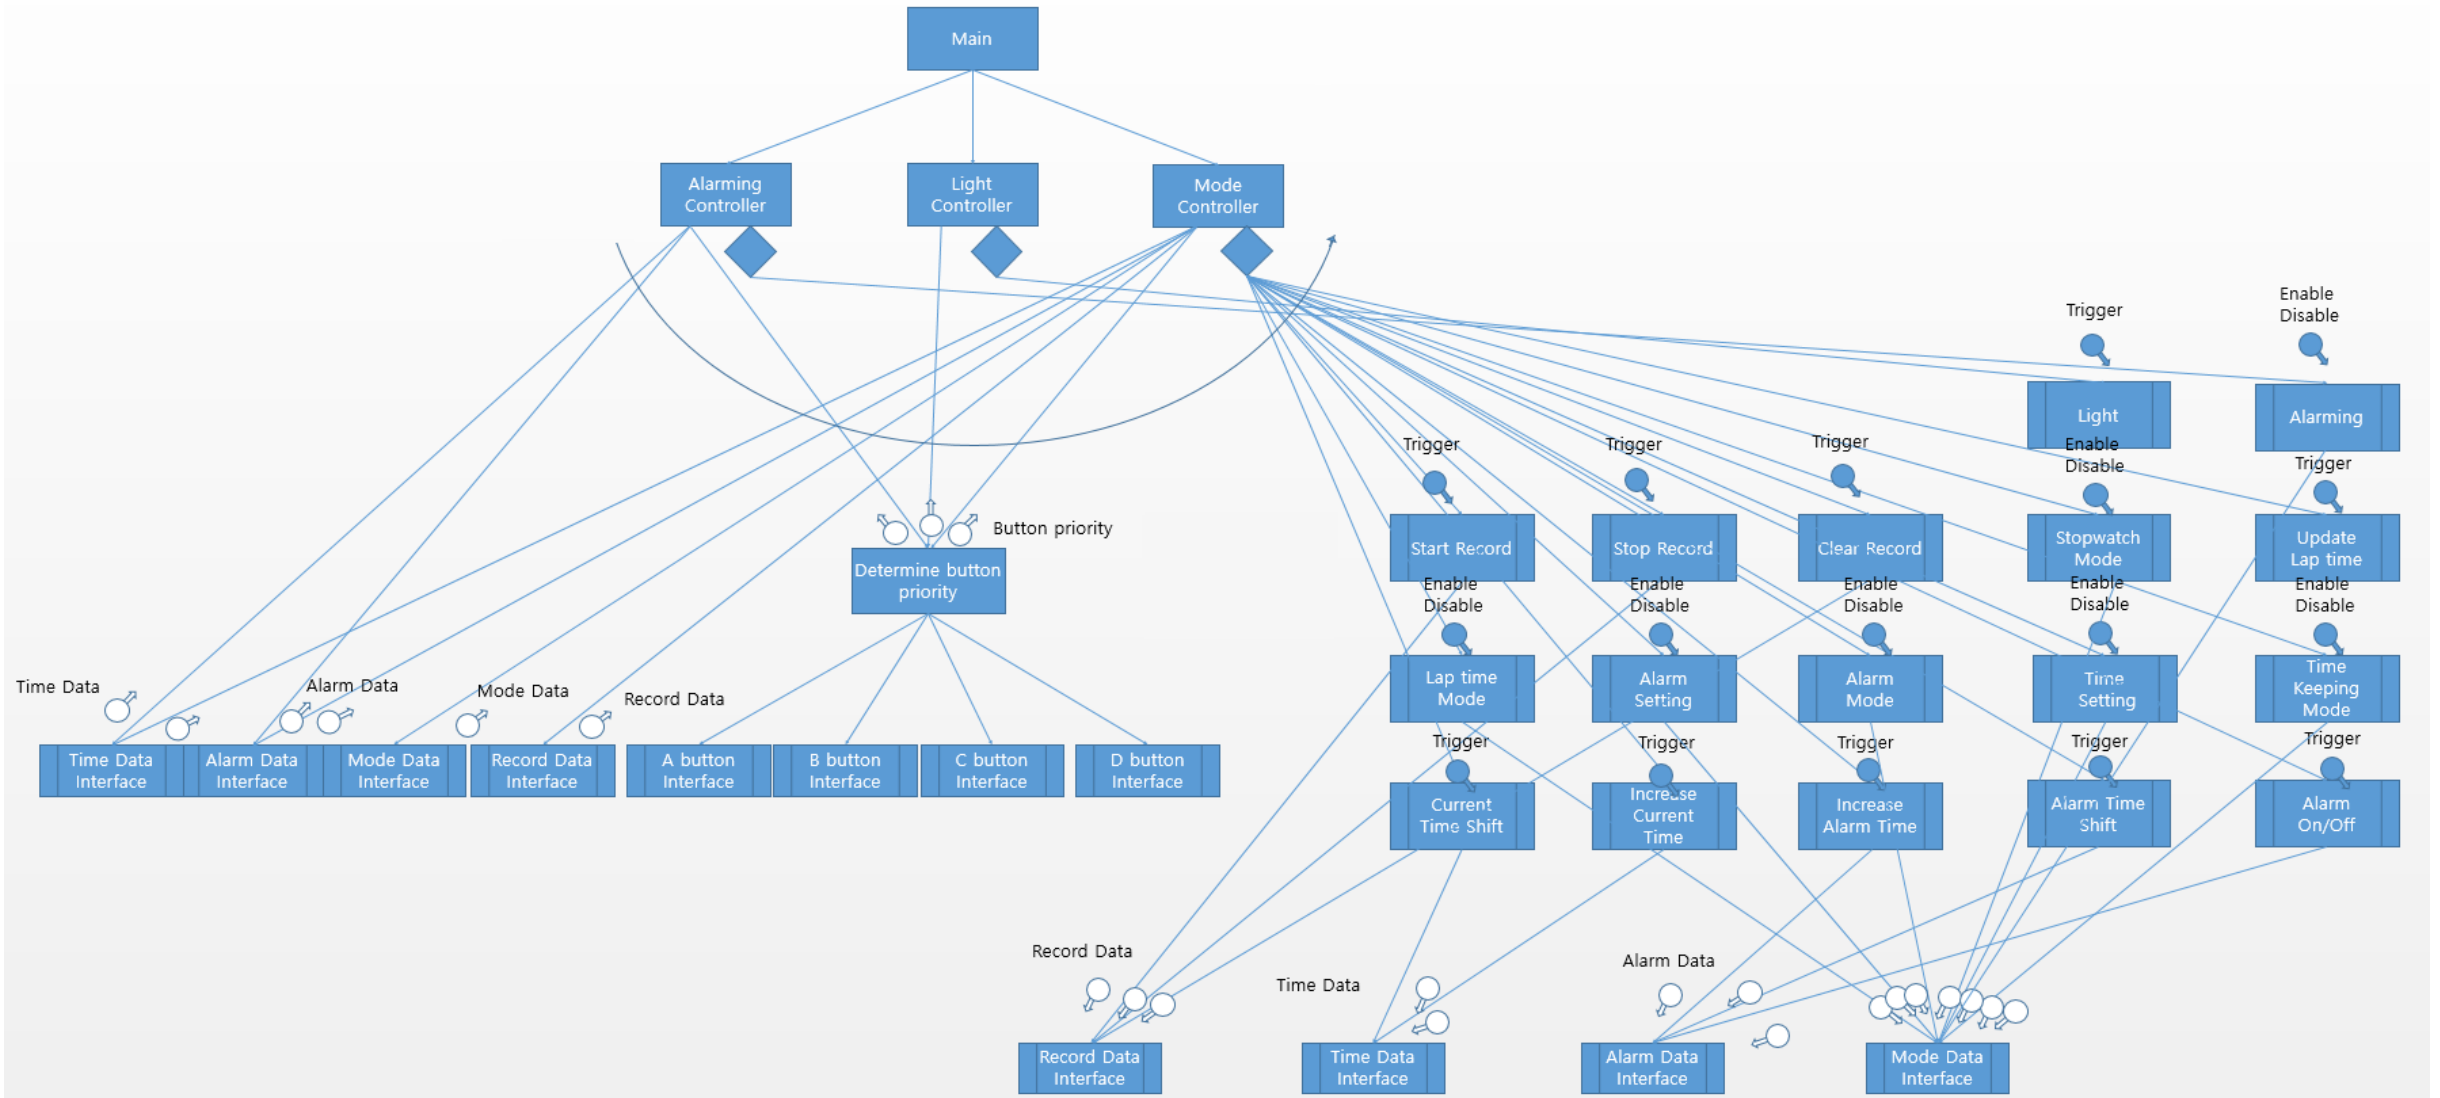 Main
Alarming
Controller
Light
Controller
Mode
Controller
Trigger
Enable
Disable
Light
Alarming
Trigger
Trigger
Trigger
Enable
Disable
Trigger
Button priority
Start Record
Stop Record
Clear Record
Stopwatch
Mode
Update
Lap time
Determine button
priority
Enable
Disable
Enable
Disable
Enable
Disable
Enable
Disable
Enable
Disable
Time Data
Alarm Data
Mode Data
Record Data
Lap time
Mode
Alarm
Setting
Alarm
Mode
Time
Setting
Time
Keeping
Mode
Time Data
Interface
Alarm Data
Interface
Mode Data
Interface
Record Data
Interface
A button
Interface
B button
Interface
C button
Interface
D button
Interface
Trigger
Trigger
Trigger
Trigger
Trigger
Current
Time Shift
Increase
Current
Time
Increase
Alarm Time
Alarm Time
Shift
Alarm
On/Off
Record Data
Time Data
Alarm Data
Record Data
Interface
Time Data
Interface
Alarm Data
Interface
Mode Data
Interface